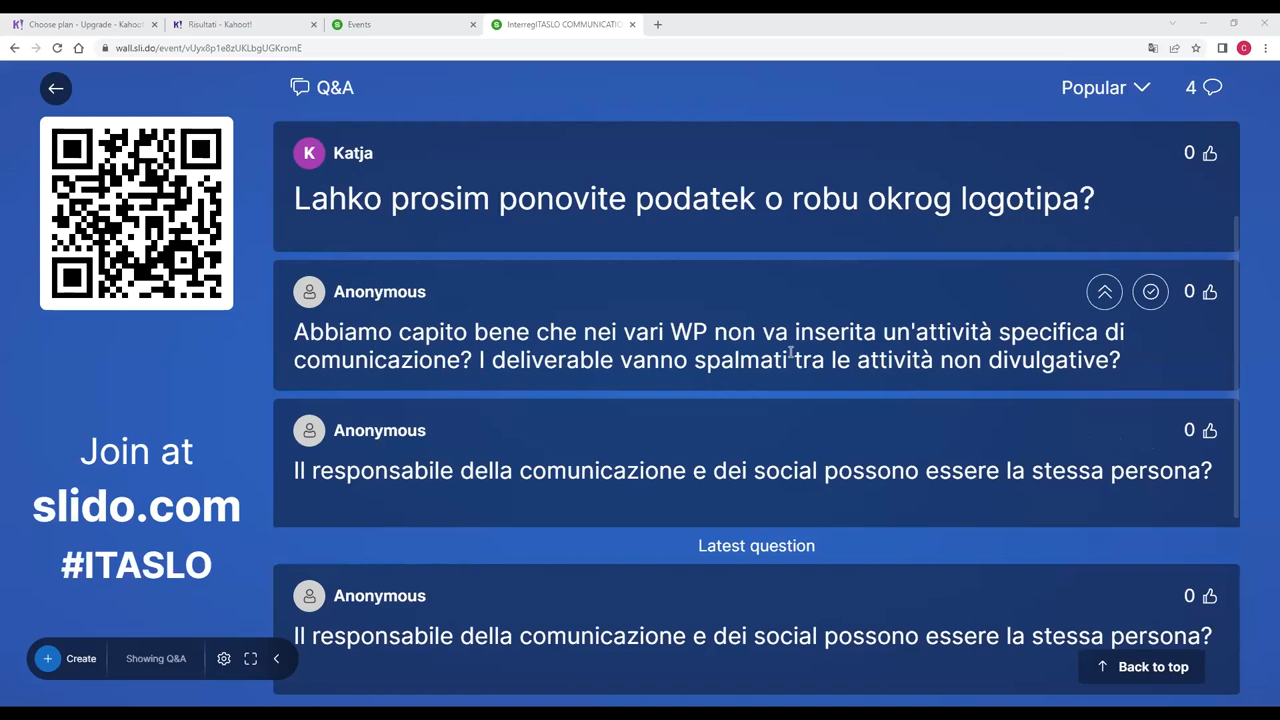 Choose plan - Upgrade - Kahoot!
Risultati - Kahoot!
Events
InterregITASLO COMMUNICATIO
wall.sli.do/event/vUyx8p1e8zUKLbgUGKromE
C
Q&A
Popular
4
K
Katja
0
Lahko prosim ponovite podatek o robu okrog logotipa?
Anonymous
0
Abbiamo capito bene che nei vari WP non va inserita un'attività specifica di
comunicazione? I deliverable vanno spalmati tra le attività non divulgative?
Anonymous
0
Il responsabile della comunicazione e dei social possono essere la stessa persona?
Latest question
Anonymous
0
Il responsabile della comunicazione e dei social possono essere la stessa persona?
Join at
slido.com
#ITASLO
Create
Showing Q&A
Back to top